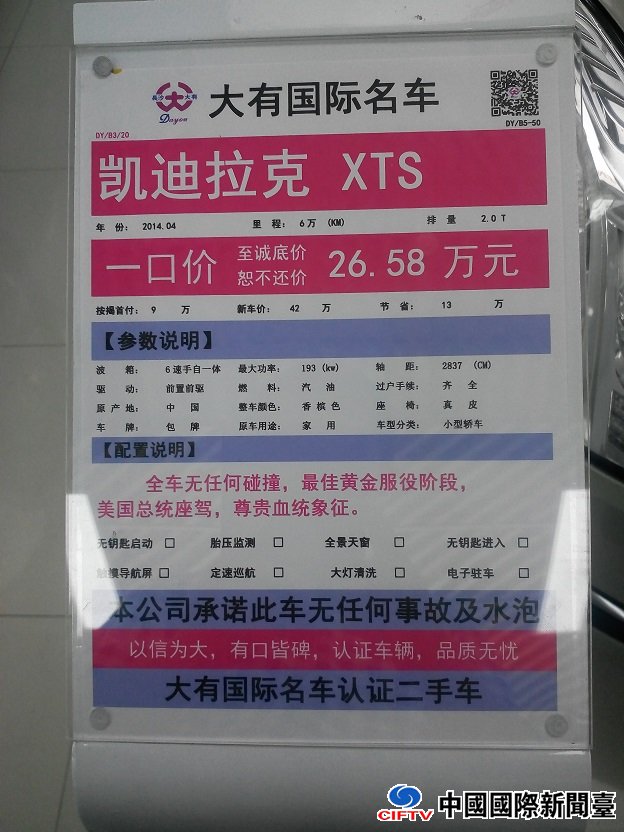 长沙 大有
Dayou
大有国际名车
DY/B3/20
DY/B5-50
凯迪拉克 XTS
年 份: 2014.04 里 程: 6万 (KM) 排 量 2.0 T
一口价 至诚底价 恕不还价 26.58 万元
按揭首付: 9 万 新车价: 42 万 节 省: 13 万
【参数说明】
波 箱: 6速手自一体 最大功率: 193 (kw) 轴 距: 2837 (CM)
驱 动: 前置前驱 燃 料: 汽 油 过户手续: 齐 全
原 产 地: 中 国 整车颜色: 香 槟 色 座 椅: 真 皮
车 牌: 包 牌 原车用途: 家 用 车型分类: 小型轿车
【配置说明】
全车无任何碰撞，最佳黄金服役阶段，
美国总统座驾，尊贵血统象征。
无钥匙启动 □ 胎压监测 □ 全景天窗 □ 无钥匙进入 □
触摸导航屏 □ 定速巡航 □ 大灯清洗 □ 电子驻车 □
本公司承诺此车无任何事故及水泡
以信为大，有口皆碑，认证车辆，品质无忧
大有国际名车认证二手车
CIFTV 中國國際新聞臺